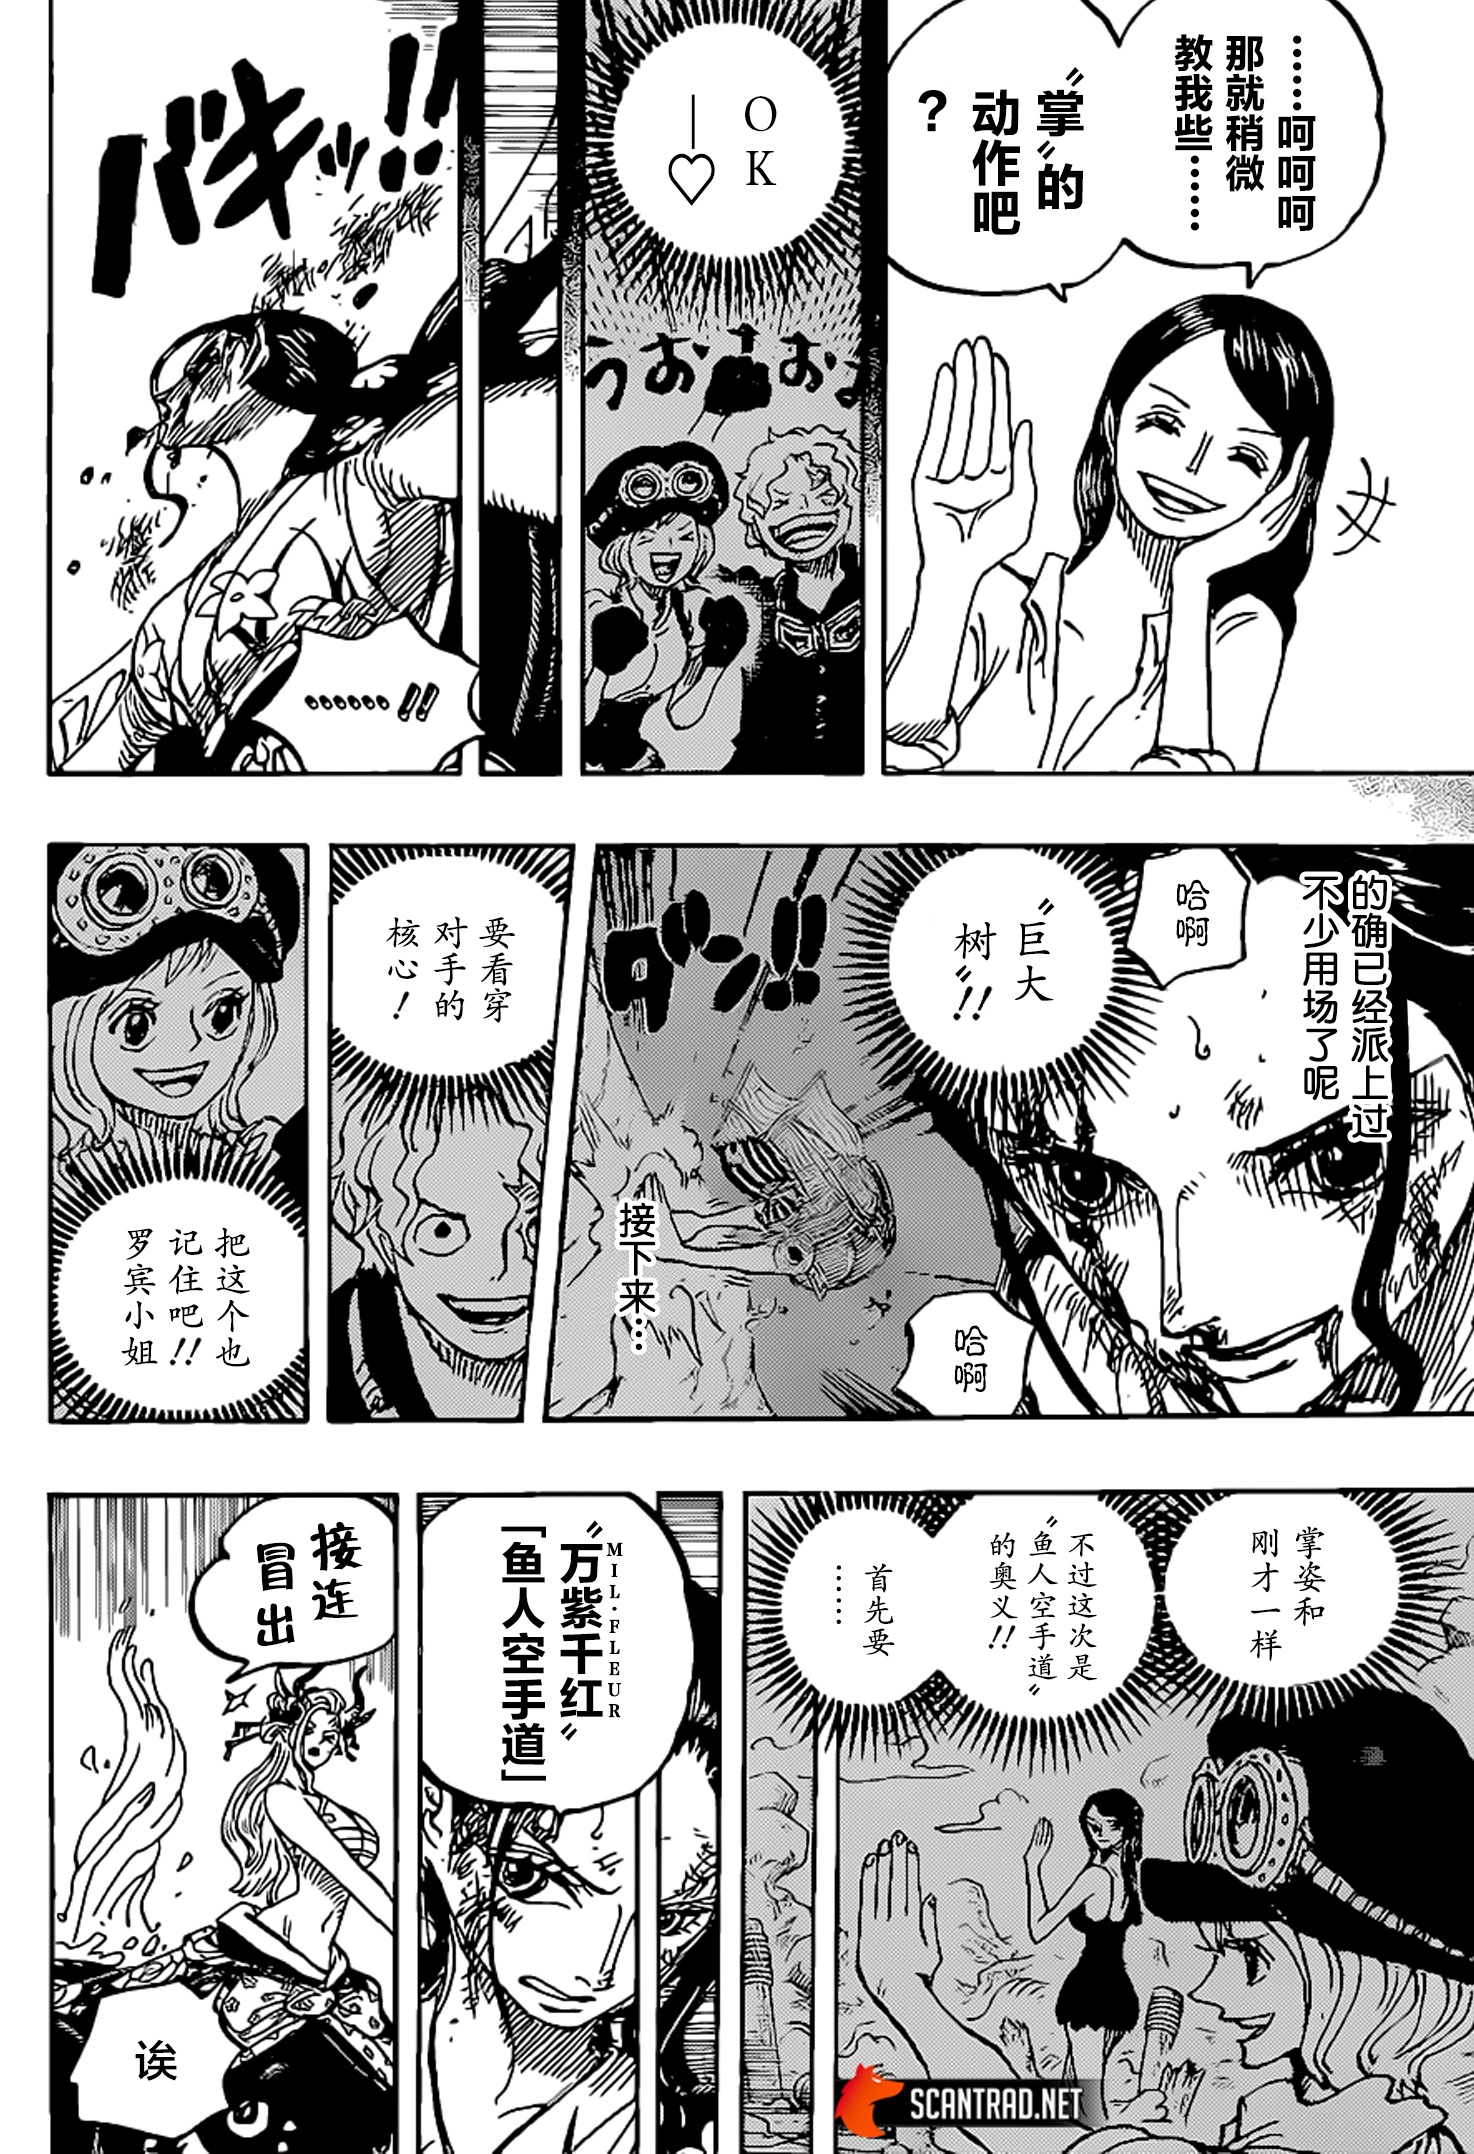 ……呵呵呵
那就稍微
教我些……
〝掌〞的
动作吧
？
OK
—♡
うおおお
バキッ!!
……!!
的确已经派上过
不少用场了呢
哈啊
〝巨大
树〞!!
哈啊
接下来…
要看穿
对手的
核心！
把这个也
记住吧!!
罗宾小姐
掌姿和
刚才一样
不过这次是
〝鱼人空手道〞
的奥义!!
首先要
……
MIL·FLEUR
〝万紫千红〞
「鱼人空手道」
接连
冒出
诶
SCANTRAD.NET